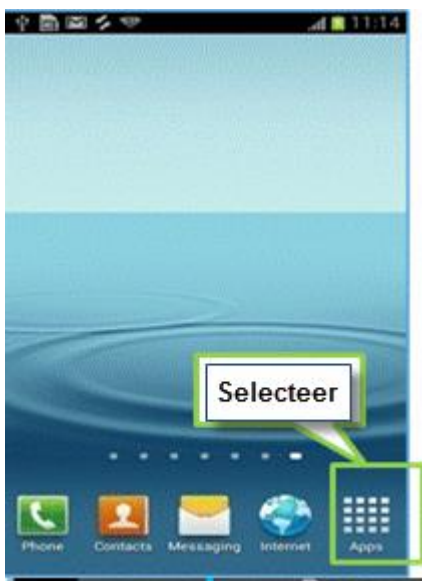 11:14
Selecteer
Phone
Contacts
Messaging
Internet
Apps